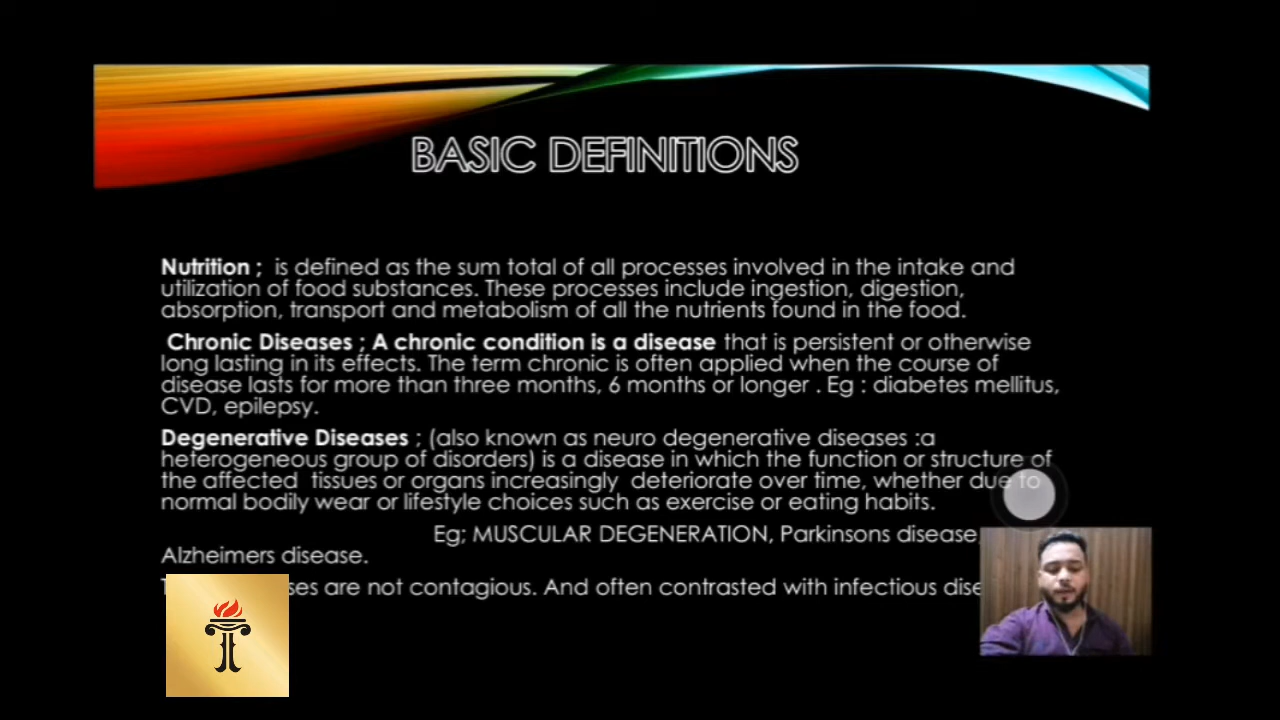 BASIC DEFINITIONS
Nutrition ; is defined as the sum total of all processes involved in the intake and
utilization of food substances. These processes include ingestion, digestion,
absorption, transport and metabolism of all the nutrients found in the food.
Chronic Diseases ; A chronic condition is a disease that is persistent or otherwise
long lasting in its effects. The term chronic is often applied when the course of
disease lasts for more than three months, 6 months or longer . Eg : diabetes mellitus,
CVD, epilepsy.
Degenerative Diseases ; (also known as neuro degenerative diseases :a
heterogeneous group of disorders) is a disease in which the function or structure of
the affected tissues or organs increasingly deteriorate over time, whether due to
normal bodily wear or lifestyle choices such as exercise or eating habits.
Eg; MUSCULAR DEGENERATION, Parkinsons disease
Alzheimers disease.
are not contagious. And often contrasted with infectious